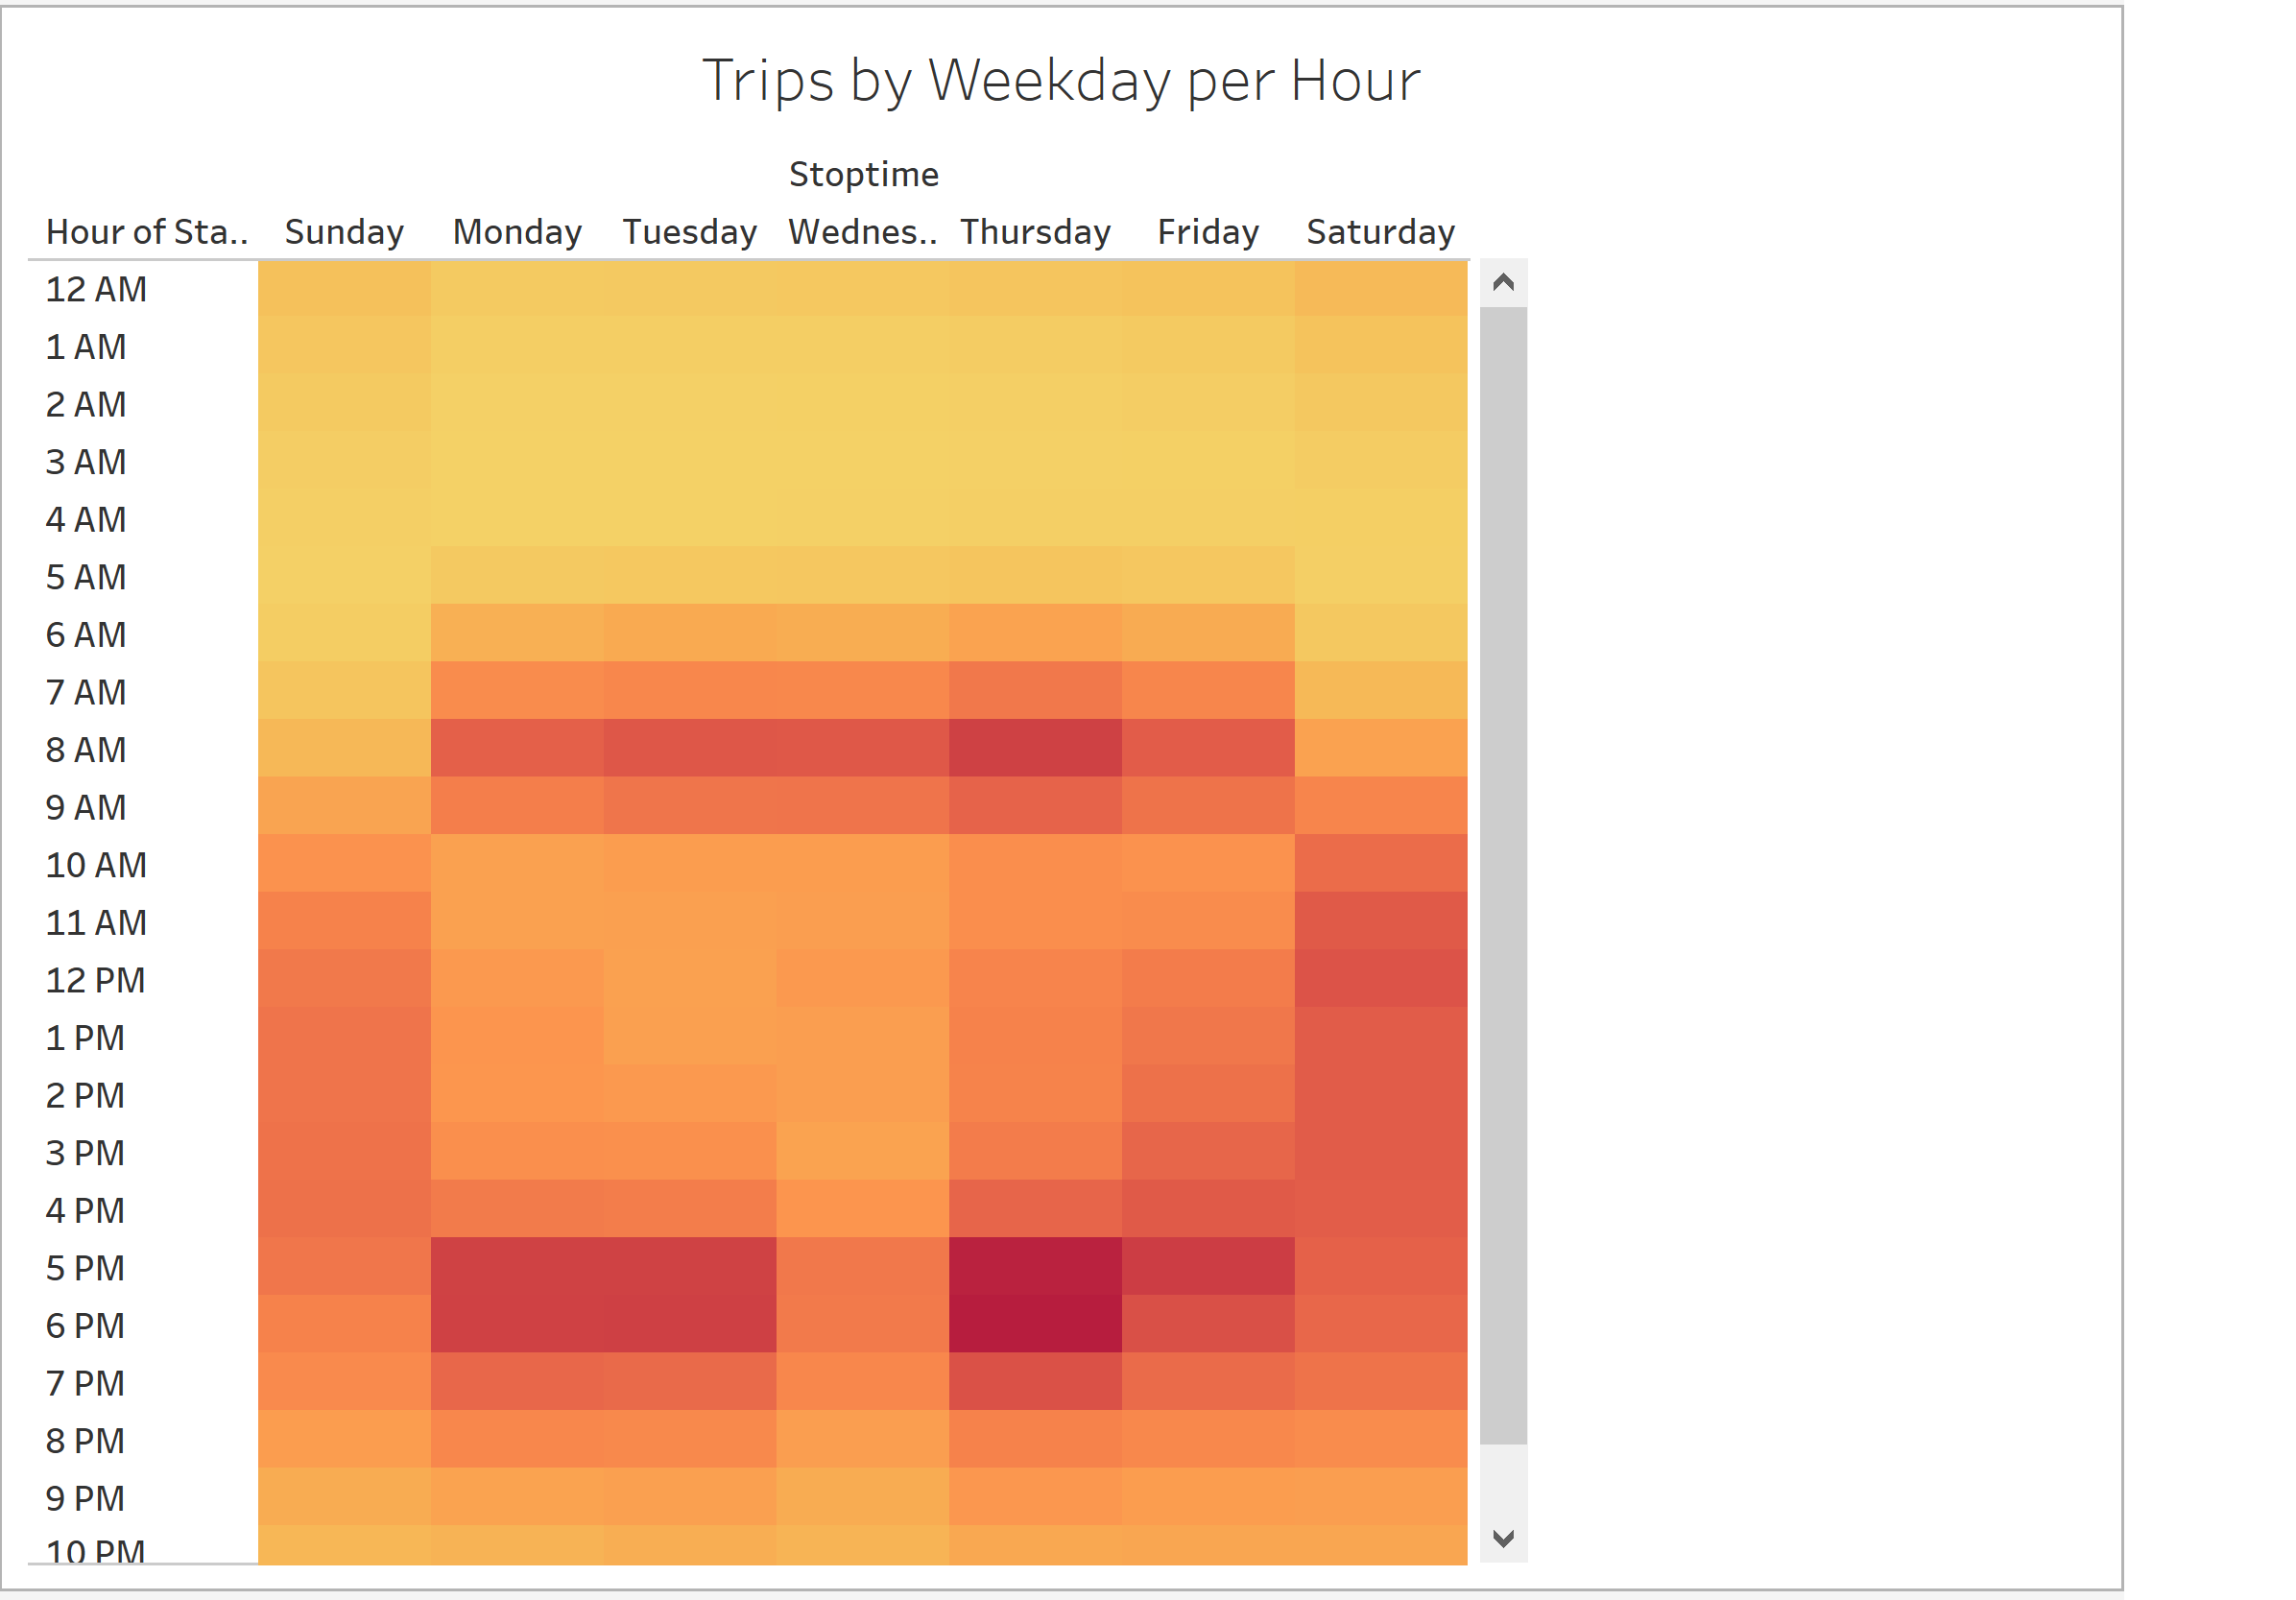 Trips by Weekday per Hour
Stoptime
Hour of Sta.. Sunday Monday Tuesday Wednes.. Thursday Friday Saturday
12 AM
1 AM
2 AM
3 AM
4 AM
5 AM
6 AM
7 AM
8 AM
9 AM
10 AM
11 AM
12 PM
1 PM
2 PM
3 PM
4 PM
5 PM
6 PM
7 PM
8 PM
9 PM
10 PM